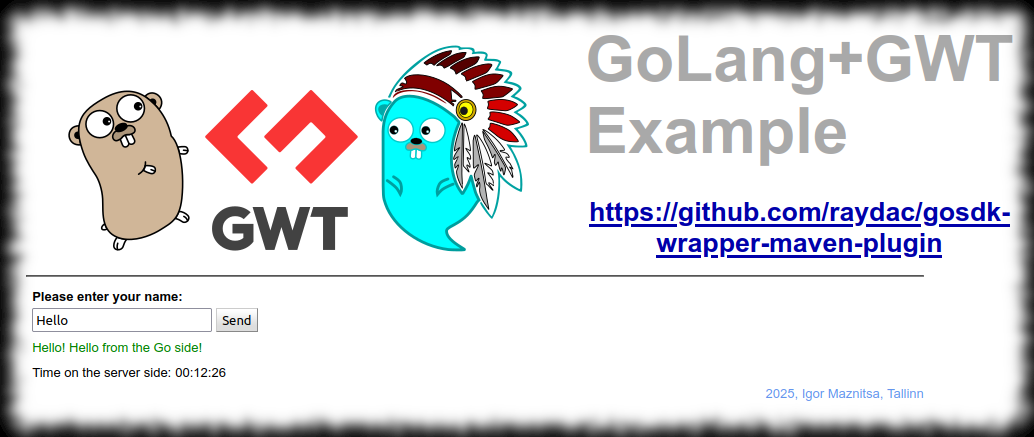 GoLang+GWT
Example
GWT
https://github.com/raydac/gosdk-
wrapper-maven-plugin
Please enter your name:
Hello
Send
Hello! Hello from the Go side!
Time on the server side: 00:12:26
2025, Igor Maznitsa, Tallinn